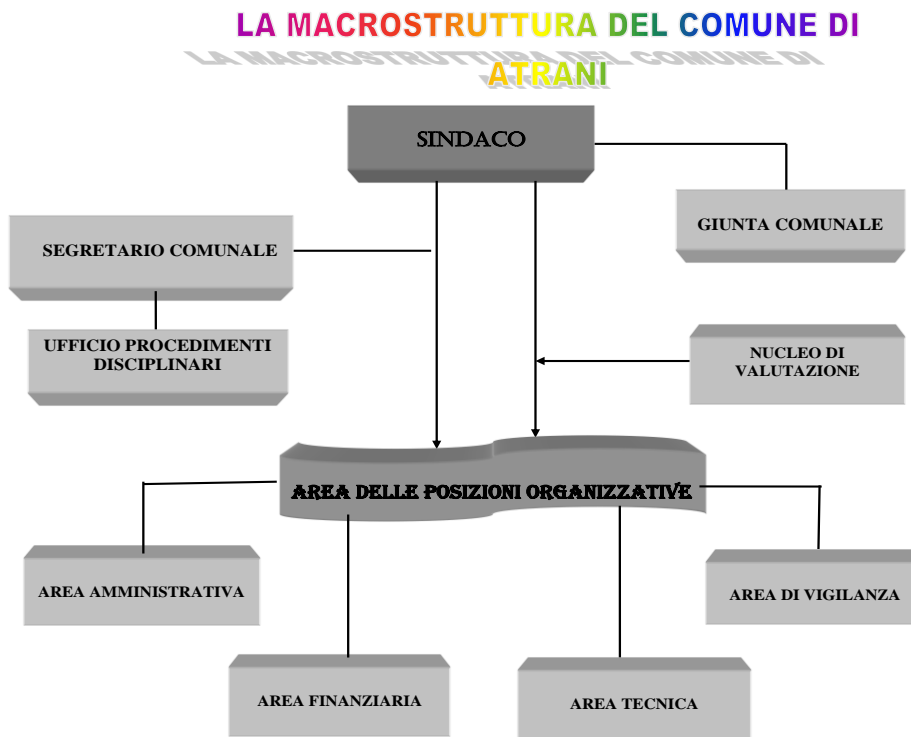 LA MACROSTRUTTURA DEL COMUNE DI
ATRANI
SINDACO
GIUNTA COMUNALE
SEGRETARIO COMUNALE
UFFICIO PROCEDIMENTI
DISCIPLINARI
NUCLEO DI
VALUTAZIONE
AREA DELLE POSIZIONI ORGANIZZATIVE
AREA AMMINISTRATIVA
AREA DI VIGILANZA
AREA FINANZIARIA
AREA TECNICA